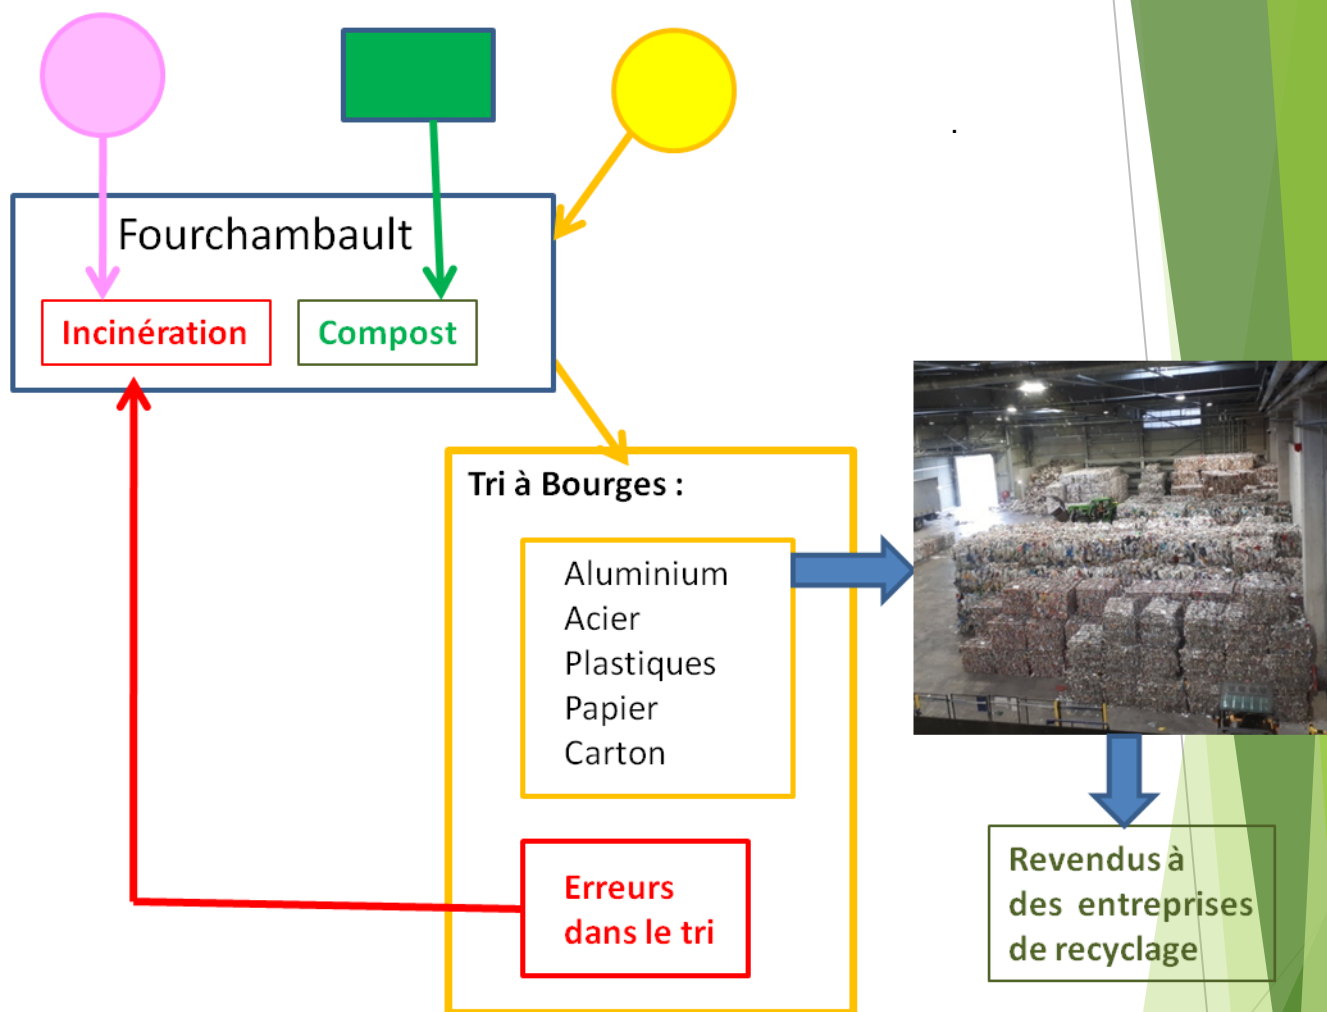 .
Fourchambault
Incinération
Compost
Tri à Bourges :
Aluminium
Acier
Plastiques
Papier
Carton
Erreurs
dans le tri
Revendus à
des entreprises
de recyclage